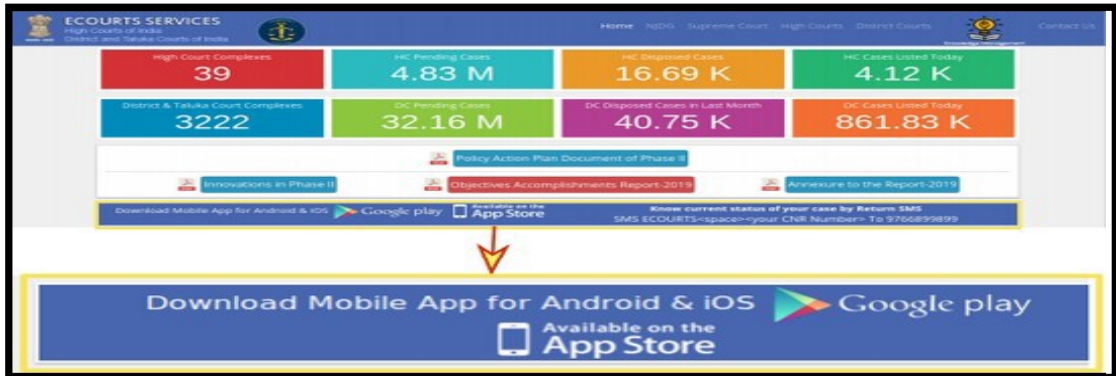 ECOURTS SERVICES
High Courts of India
District and Taluka Courts of India
Home NJDG Supreme Court High Courts District Courts
Knowledge Management
Contact Us
High Court Complexes
39
HC Pending Cases
4.83 M
HC Disposed Cases
16.69 K
HC Cases Listed Today
4.12 K
District & Taluka Court Complexes
3222
DC Pending Cases
32.16 M
DC Disposed Cases in Last Month
40.75 K
DC Cases Listed Today
861.83 K
Policy Action Plan Document of Phase II
Innovations in Phase II
Objectives Accomplishments Report-2019
Annexure to the Report-2019
Download Mobile App for Android & iOS Google play Available on the App Store
Know current status of your case by Return SMS
SMS ECOURTS<space><your CNR Number> To 9766899899
Download Mobile App for Android & iOS Google play
Available on the
App Store